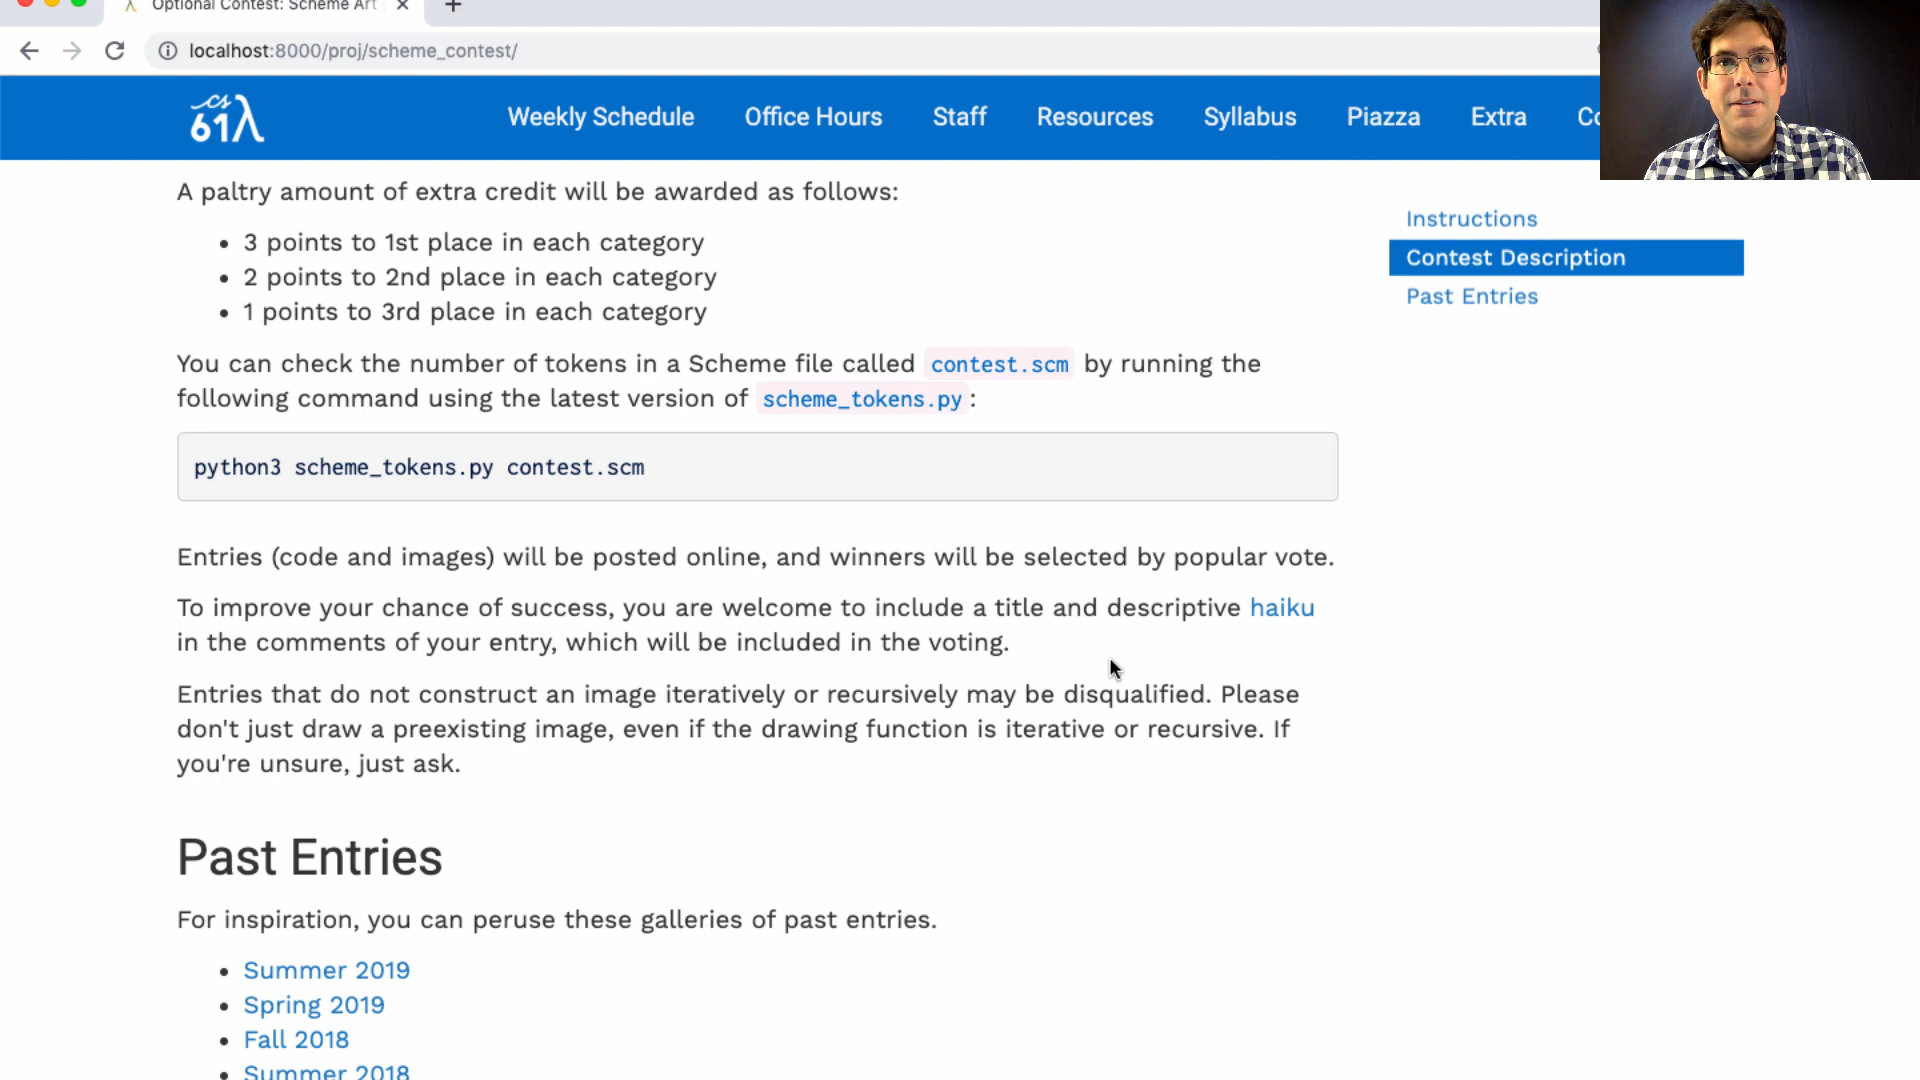 Optional Contest: Scheme Art
localhost:8000/proj/scheme_contest/
cs
61λ
Weekly Schedule
Office Hours
Staff
Resources
Syllabus
Piazza
Extra
A paltry amount of extra credit will be awarded as follows:
• 3 points to 1st place in each category
• 2 points to 2nd place in each category
• 1 points to 3rd place in each category
You can check the number of tokens in a Scheme file called contest.scm by running the
following command using the latest version of scheme_tokens.py:
python3 scheme_tokens.py contest.scm
Entries (code and images) will be posted online, and winners will be selected by popular vote.
To improve your chance of success, you are welcome to include a title and descriptive haiku
in the comments of your entry, which will be included in the voting.
Entries that do not construct an image iteratively or recursively may be disqualified. Please
don't just draw a preexisting image, even if the drawing function is iterative or recursive. If
you're unsure, just ask.
Past Entries
For inspiration, you can peruse these galleries of past entries.
• Summer 2019
• Spring 2019
• Fall 2018
• Summer 2018
Instructions
Contest Description
Past Entries